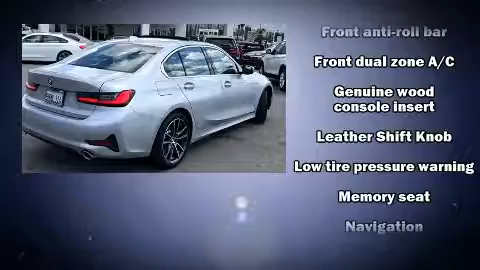 Front anti-roll bar
Front dual zone A/C
Genuine wood
console insert
Leather Shift Knob
Low tire pressure warning
Memory seat
Navigation